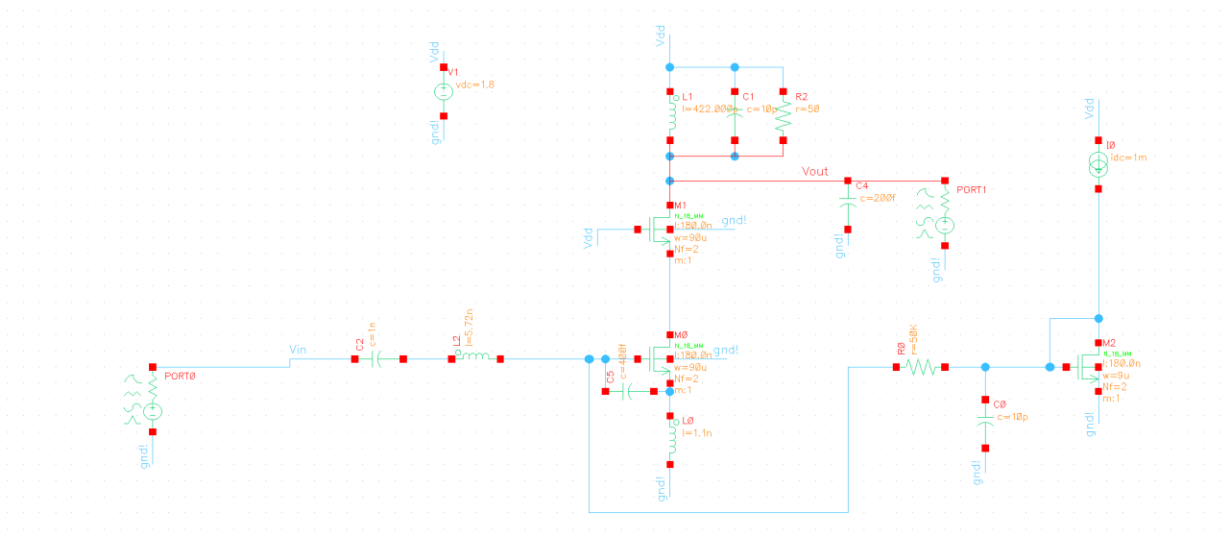 Vdd
V1
vdc=1.8
gnd!
Vdd
L1
l=422.000n
C1
c=10p
R2
r=50
Vout
C4
c=200f
gnd!
PORT1
gnd!
M1
N_18_MM
l:180.0n
w=90u
Nf=2
m:1
gnd!
Vdd
Vdd
I0
idc=1m
PORT0
gnd!
Vin
C2
c=1n
L2
l=5.72n
M0
N_18_MM
l:180.0n
w=90u
Nf=2
m:1
gnd!
C5
c=400f
L0
l=1.1n
gnd!
R0
r=50K
C0
c=10p
gnd!
M2
N_18_MM
l:180.0n
w=9u
Nf=2
m:1
gnd!